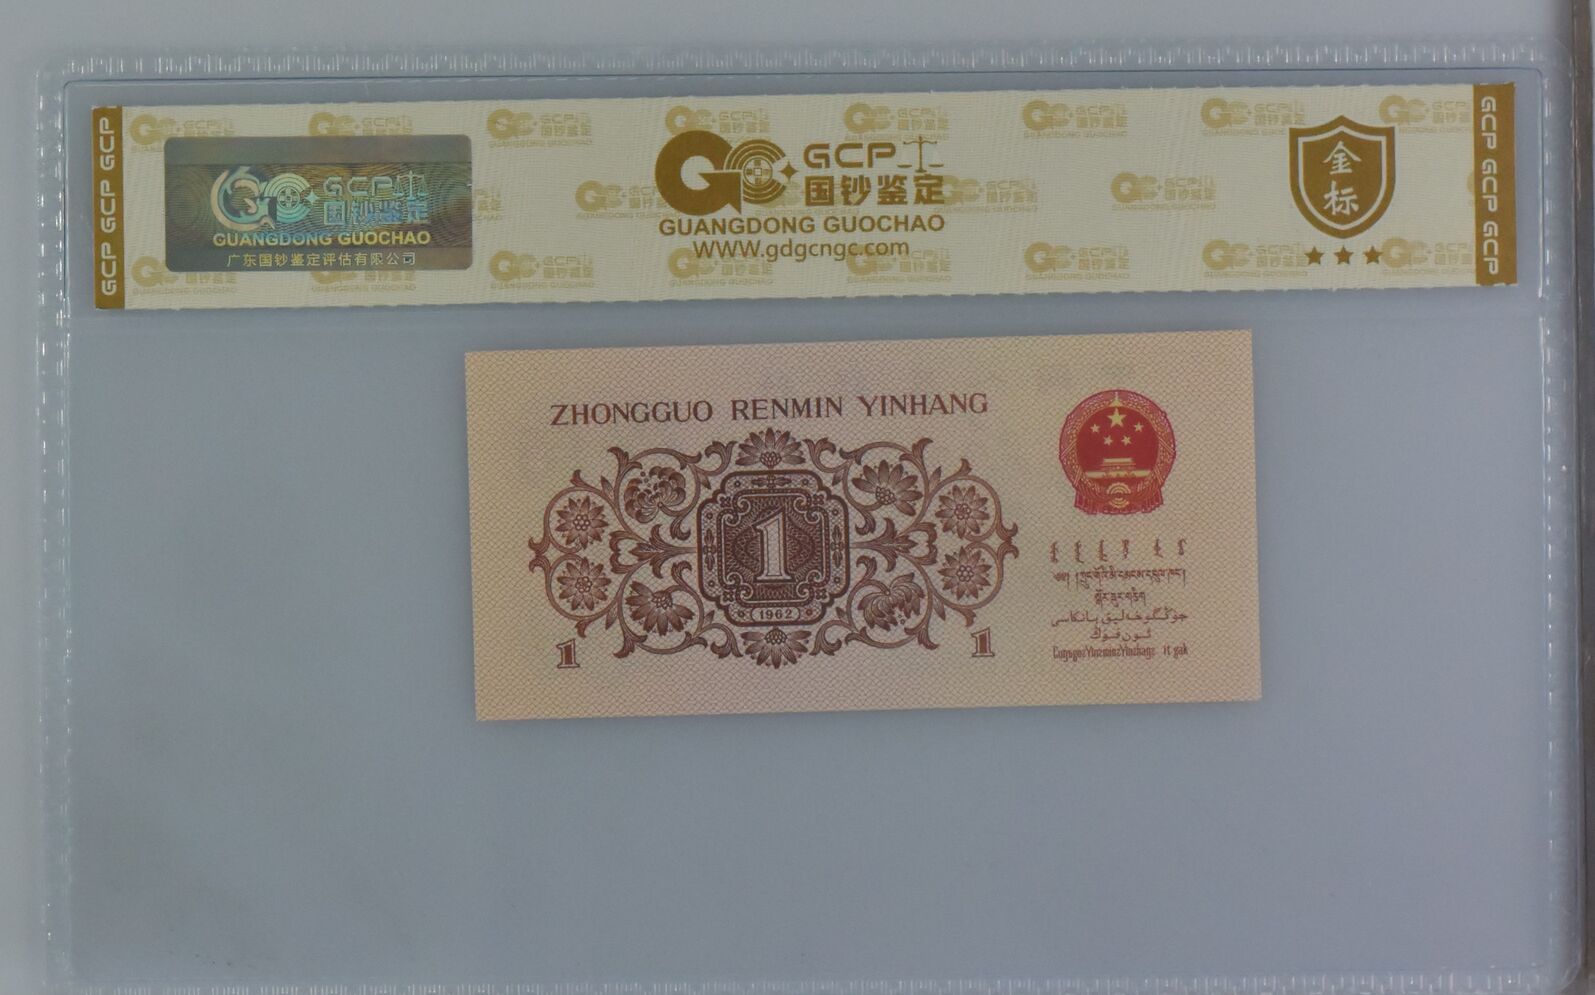 GCP GCP GCP
GCP
国钞鉴定
GUANGDONG GUOCHAO
广东国钞鉴定评估有限公司
GCP
国钞鉴定
GUANGDONG GUOCHAO
WWW.gdgcngc.com
金
标
GCP GCP GCP
ZHONGGUO RENMIN YINHANG
1
(1962)
1
1